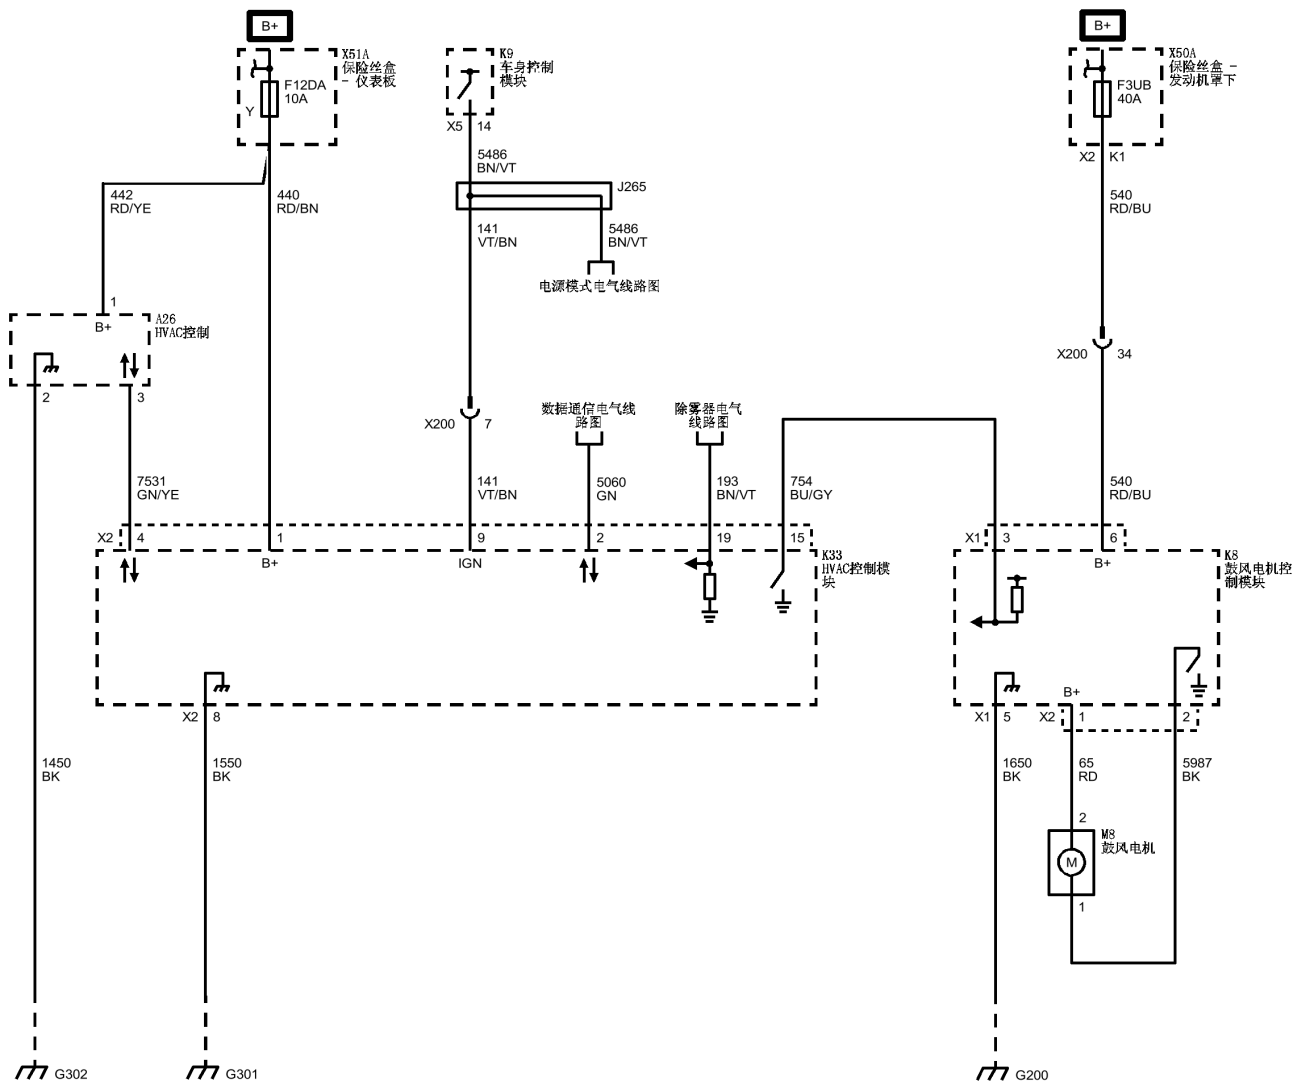 B+
B+
X51A
保险丝盒
- 仪表板
F12DA
10A
Y
K9
车身控制
模块
X5 14
X50A
保险丝盒 -
发动机罩下
F3UB
40A
X2 K1
5486
BN/VT
J265
442
RD/YE
440
RD/BN
141
VT/BN
5486
BN/VT
540
RD/BU
电源模式电气线路图
1
B+
A26
HVAC控制
2
3
X200 34
数据通信电气线
路图
除雾器电气
线路图
X200 7
7531
GN/YE
141
VT/BN
5060
GN
193
BN/VT
754
BU/GY
540
RD/BU
X2 4 1 9 2 19 15
X1 3 6
B+
IGN
K33
HVAC控制模
块
B+
K8
鼓风电机控
制模块
B+
X2 8
X1 5
X2 1 2
1450
BK
1550
BK
1650
BK
65
RD
5987
BK
2
M8
鼓风电机
M
1
G302
G301
G200